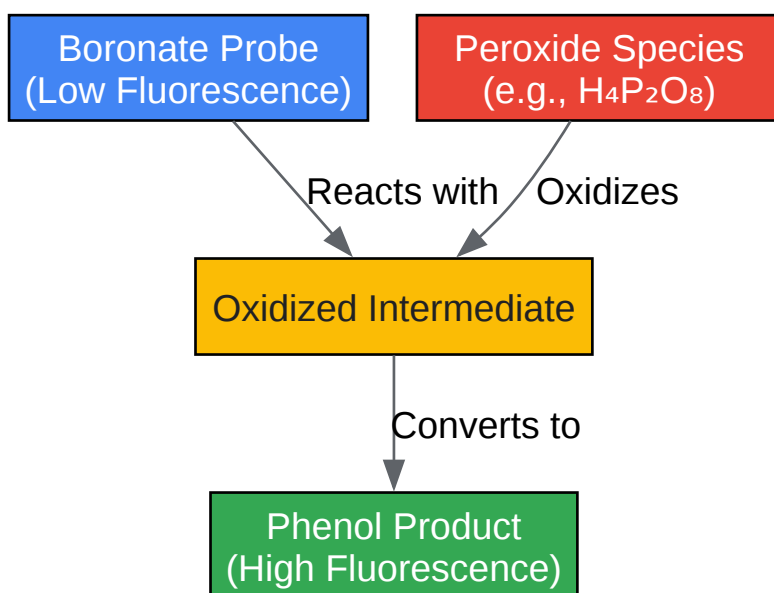 Boronate Probe
(Low Fluorescence)
Peroxide Species
(e.g., H₄P₂O₈)
Reacts with
Oxidizes
Oxidized Intermediate
Converts to
Phenol Product
(High Fluorescence)